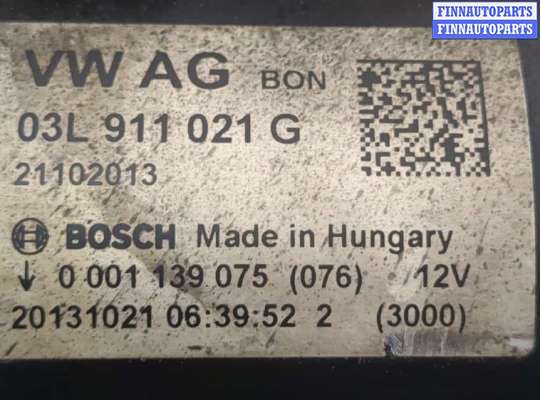 FINNAUTOPARTS
FINNAUTOPARTS
VW AG BON
03L 911 021 G
21102013
BOSCH Made in Hungary
↓ 0 001 139 075 (076) 12V
20131021 06:39:52 2 (3000)